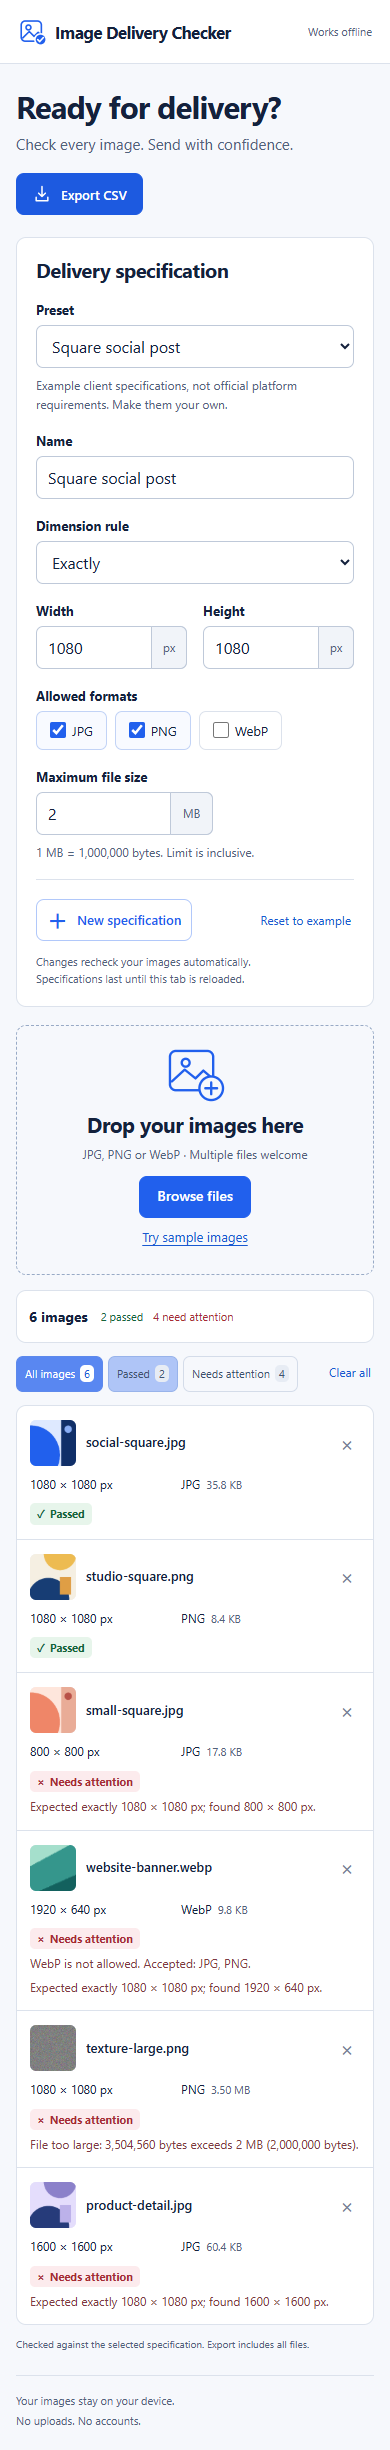 Image Delivery Checker
Works offline
Ready for delivery?
Check every image. Send with confidence.
Export CSV
Delivery specification
Preset
Square social post
Example client specifications, not official platform
requirements. Make them your own.
Name
Square social post
Dimension rule
Exactly
Width Height
1080 px 1080 px
Allowed formats
JPG PNG WebP
Maximum file size
2 MB
1 MB = 1,000,000 bytes. Limit is inclusive.
New specification Reset to example
Changes recheck your images automatically.
Specifications last until this tab is reloaded.
Drop your images here
JPG, PNG or WebP · Multiple files welcome
Browse files
Try sample images
6 images 2 passed 4 need attention
All images 6 Passed 2 Needs attention 4 Clear all
social-square.jpg ×
1080 × 1080 px JPG 35.8 KB
✓ Passed
studio-square.png ×
1080 × 1080 px PNG 8.4 KB
✓ Passed
small-square.jpg ×
800 × 800 px JPG 17.8 KB
× Needs attention
Expected exactly 1080 × 1080 px; found 800 × 800 px.
website-banner.webp ×
1920 × 640 px WebP 9.8 KB
× Needs attention
WebP is not allowed. Accepted: JPG, PNG.
Expected exactly 1080 × 1080 px; found 1920 × 640 px.
texture-large.png ×
1080 × 1080 px PNG 3.50 MB
× Needs attention
File too large: 3,504,560 bytes exceeds 2 MB (2,000,000 bytes).
product-detail.jpg ×
1600 × 1600 px JPG 60.4 KB
× Needs attention
Expected exactly 1080 × 1080 px; found 1600 × 1600 px.
Checked against the selected specification. Export includes all files.
Your images stay on your device.
No uploads. No accounts.